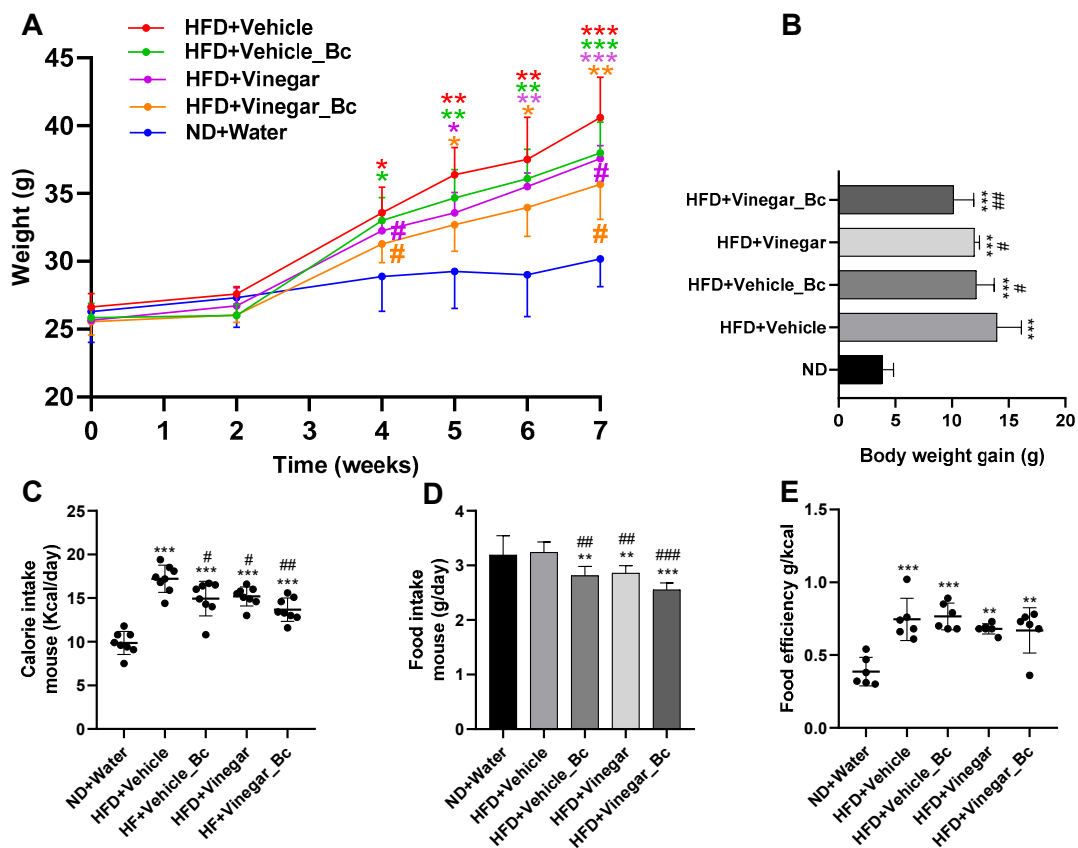 A
HFD+Vehicle
HFD+Vehicle_Bc
HFD+Vinegar
HFD+Vinegar_Bc
ND+Water
Weight (g)
45
40
35
30
25
20
*
*
#
#
**
**
*
*
**
**
**
*
***
***
***
**
#
#
0
1
2
3
4
5
6
7
Time (weeks)
B
HFD+Vinegar_Bc
***
##
HFD+Vinegar
***
#
HFD+Vehicle_Bc
***
#
HFD+Vehicle
***
ND
0
5
10
15
20
Body weight gain (g)
C
Calorie intake
mouse (Kcal/day)
25
20
15
10
5
0
***
#
***
#
***
##
***
ND+Water
HFD+Vehicle
HF+Vehicle_Bc
HFD+Vinegar
HF+Vinegar_Bc
D
Food intake
mouse (g/day)
4
3
2
1
0
##
**
##
**
###
***
ND+Water
HFD+Vehicle
HFD+Vehicle_Bc
HFD+Vinegar
HFD+Vinegar_Bc
E
Food efficiency g/kcal
1.5
1.0
0.5
0.0
***
***
**
**
ND+Water
HFD+Vehicle
HFD+Vehicle_Bc
HFD+Vinegar
HFD+Vinegar_Bc